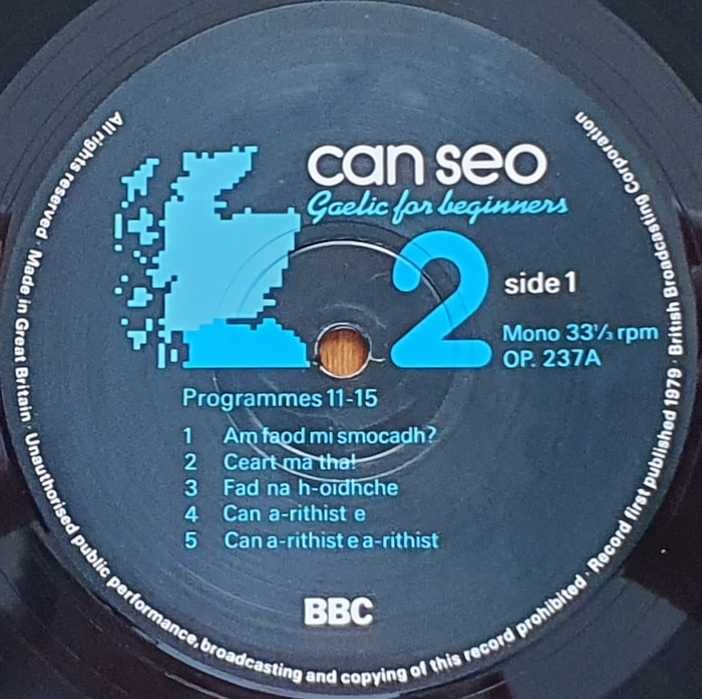 can seo
Gaelic for beginners
2
side 1
Mono 33⅓ rpm
OP. 237A
Programmes 11-15
1 Am faod mi smocadh?
2 Ceart ma tha!
3 Fad na h-oidhche
4 Can a-rithist e
5 Can a-rithist e a-rithist
BBC
All rights reserved · Made in Great Britain · Unauthorised public performance, broadcasting and copying of this record prohibited · Record first published 1979 · British Broadcasting Corporation